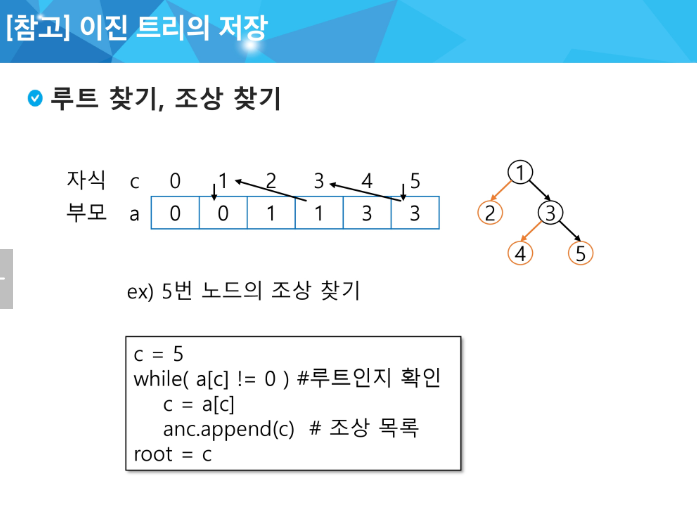 [참고] 이진 트리의 저장
루트 찾기, 조상 찾기
자식 c 0 1 2 3 4 5
부모 a 0 0 1 1 3 3
1
2 3
4 5
ex) 5번 노드의 조상 찾기
c = 5
while( a[c] != 0 ) #루트인지 확인
c = a[c]
anc.append(c) # 조상 목록
root = c